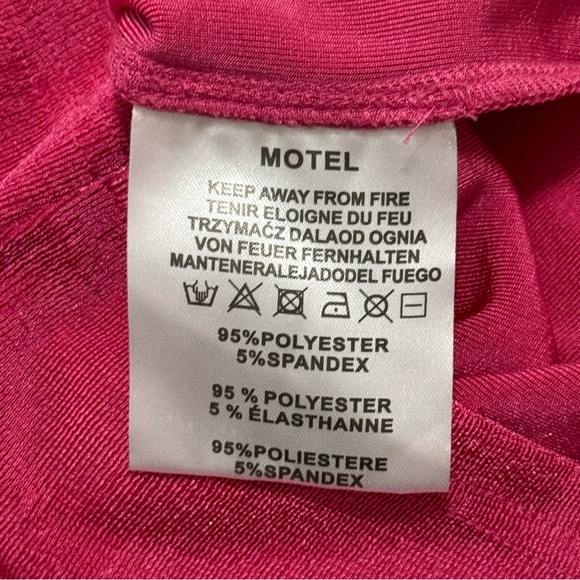 MOTEL
KEEP AWAY FROM FIRE
TENIR ELOIGNE DU FEU
TRZYMAĆZ DALAOD OGNIA
VON FEUER FERNHALTEN
MANTENERALEJADODEL FUEGO
95%POLYESTER
5%SPANDEX
95 % POLYESTER
5 % ÉLASTHANNE
95%POLIESTERE
5%SPANDEX